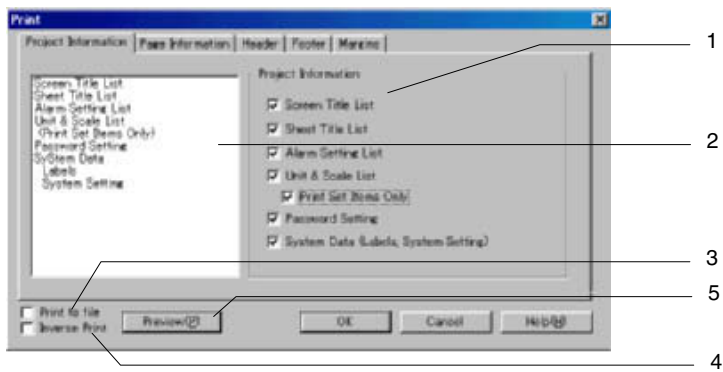 Print
Project Information Page Information Header Footer Margins
1
Screen Title List
Sheet Title List
Alarm Setting List
Unit & Scale List
(Print Set Items Only)
Password Setting
SyStem Data
Labels
System Setting
Project Information
Screen Title List
Sheet Title List
Alarm Setting List
Unit & Scale List
Print Set Items Only
Password Setting
System Data (Labels, System Setting)
2
3
5
Print to file
Inverse Print
Preview(P)
OK
Cancel
Help(H)
4